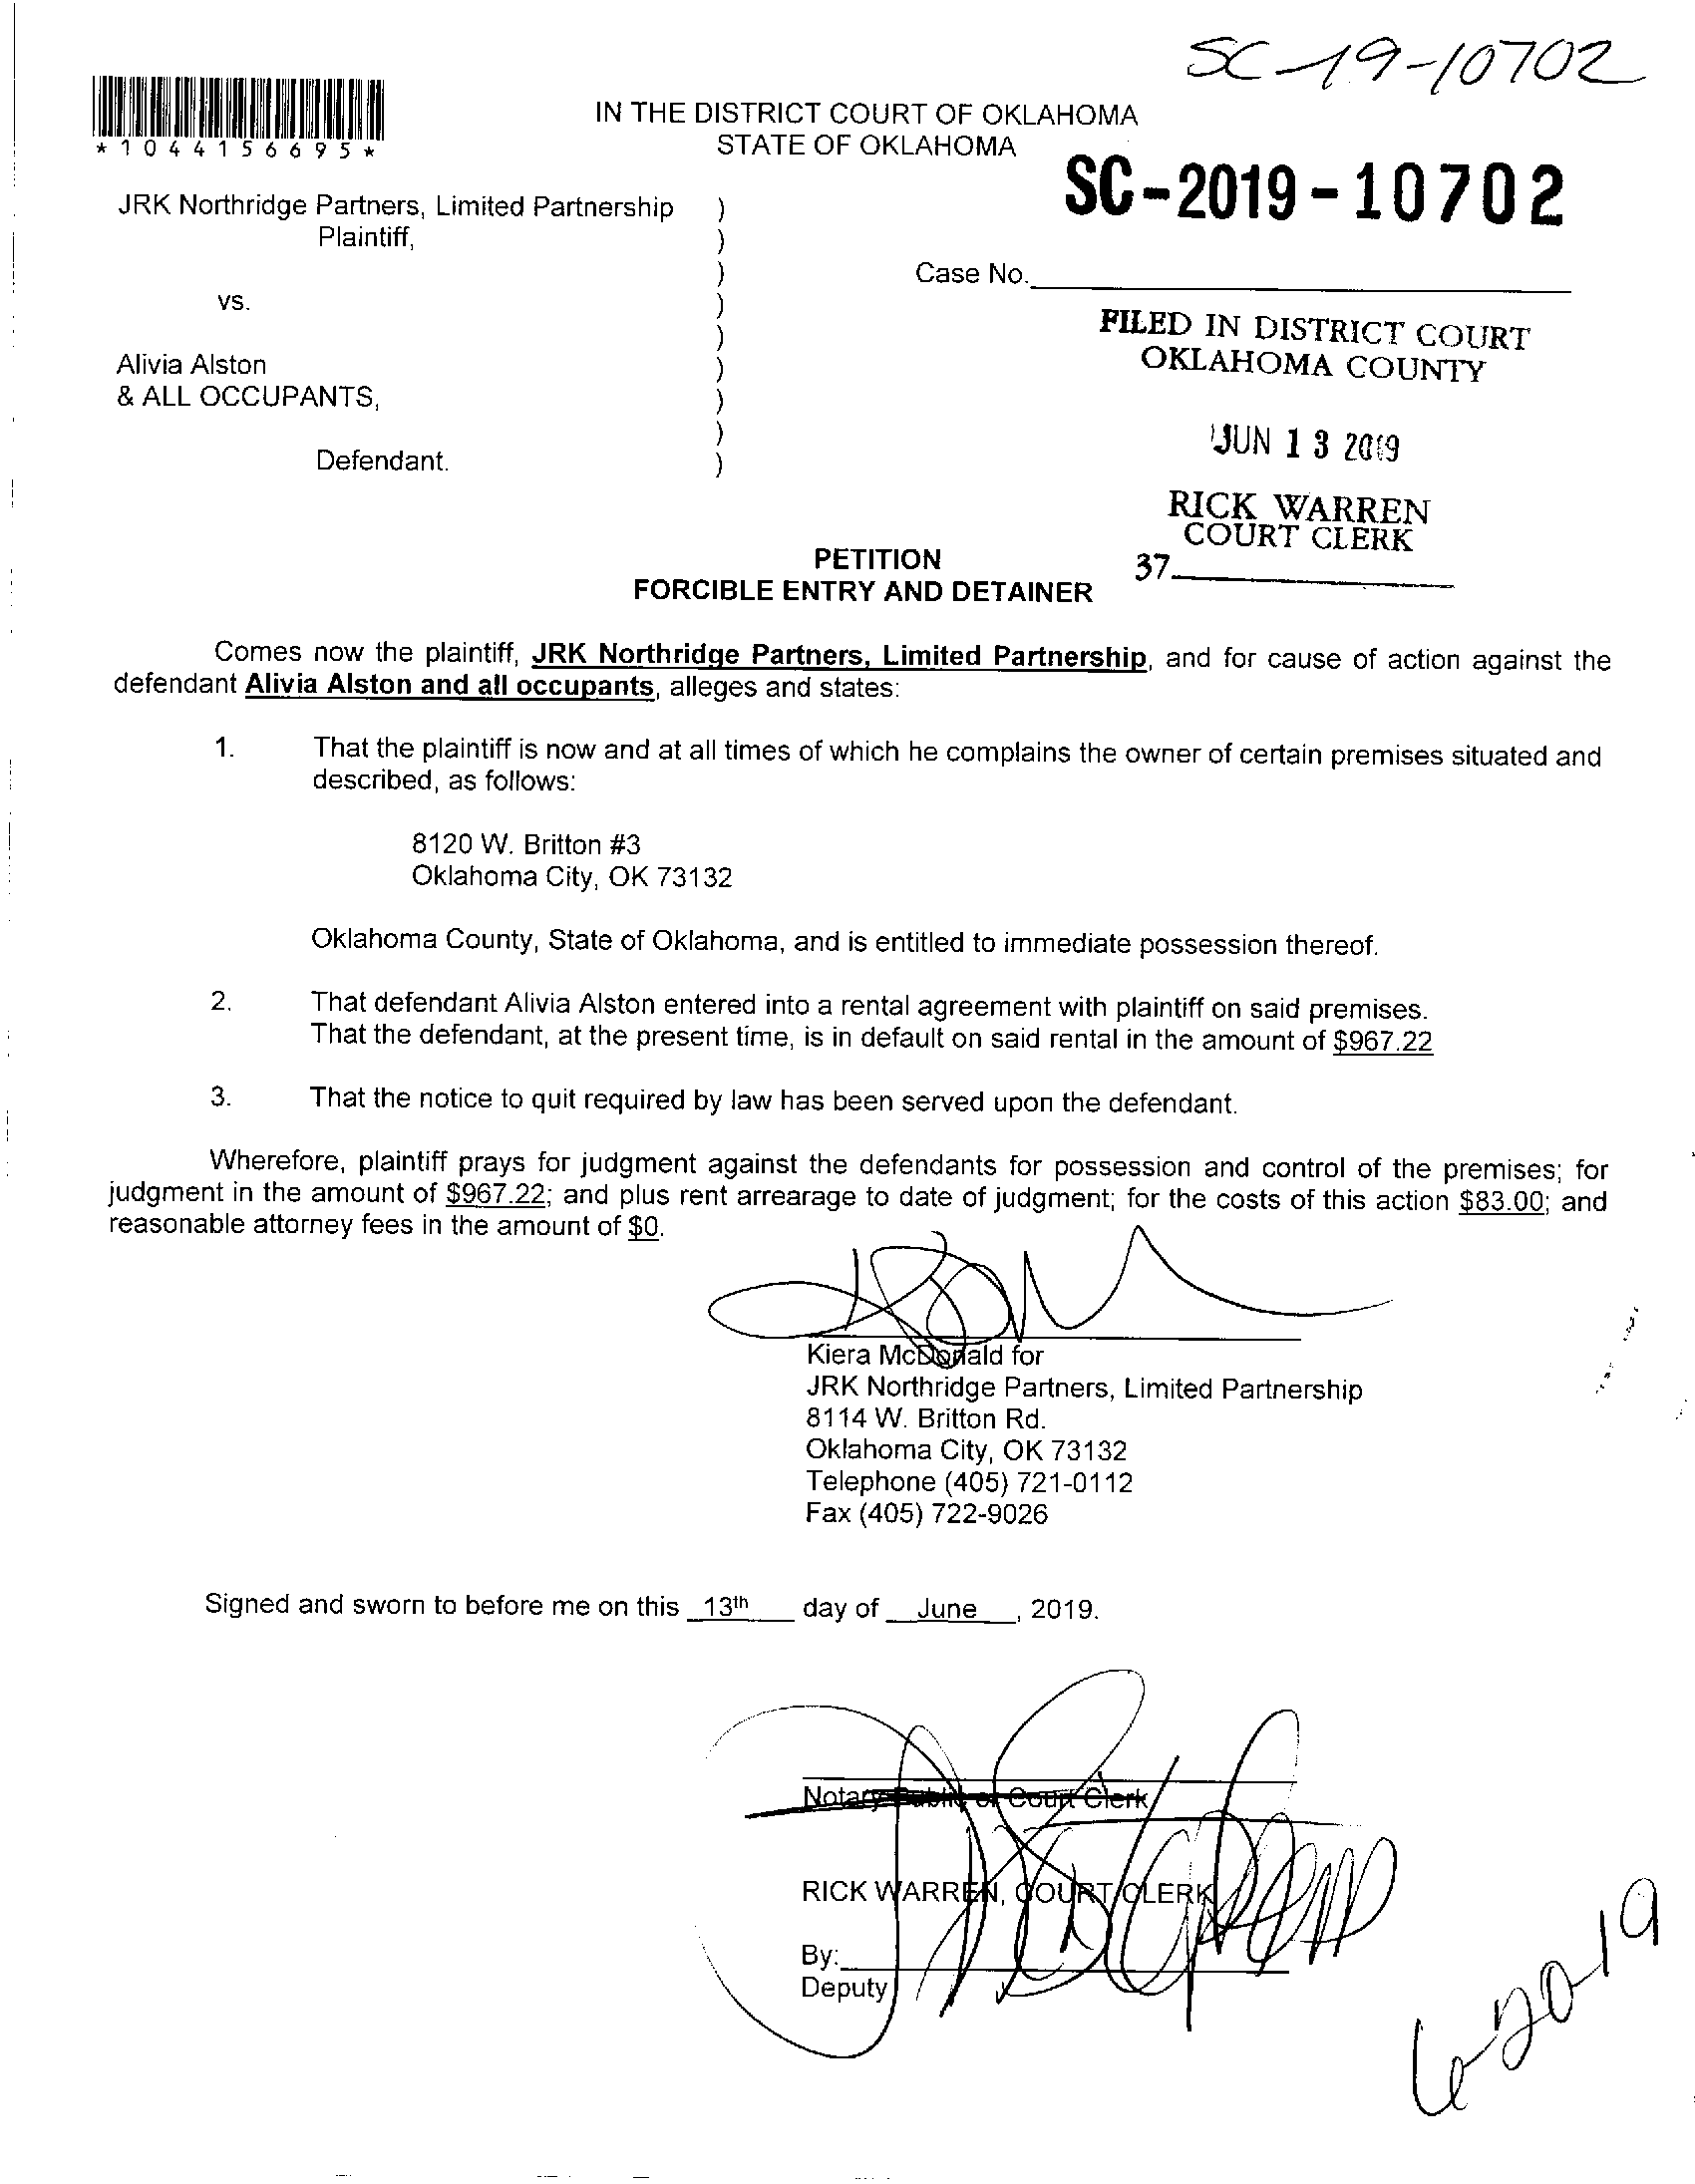 SC-19-10702
*1044156695*
IN THE DISTRICT COURT OF OKLAHOMA
STATE OF OKLAHOMA
SC-2019-10702
JRK Northridge Partners, Limited Partnership )
Plaintiff, )
)
Case No.
vs. )
)
FILED IN DISTRICT COURT
OKLAHOMA COUNTY
Alivia Alston )
& ALL OCCUPANTS, )
)
JUN 13 2019
Defendant. )
RICK WARREN
COURT CLERK
37
PETITION
FORCIBLE ENTRY AND DETAINER
Comes now the plaintiff, JRK Northridge Partners, Limited Partnership, and for cause of action against the
defendant Alivia Alston and all occupants, alleges and states:
1. That the plaintiff is now and at all times of which he complains the owner of certain premises situated and
described, as follows:
8120 W. Britton #3
Oklahoma City, OK 73132
Oklahoma County, State of Oklahoma, and is entitled to immediate possession thereof.
2. That defendant Alivia Alston entered into a rental agreement with plaintiff on said premises.
That the defendant, at the present time, is in default on said rental in the amount of $967.22
3. That the notice to quit required by law has been served upon the defendant.
Wherefore, plaintiff prays for judgment against the defendants for possession and control of the premises; for
judgment in the amount of $967.22; and plus rent arrearage to date of judgment; for the costs of this action $83.00; and
reasonable attorney fees in the amount of $0.
Kiera McDonald for
JRK Northridge Partners, Limited Partnership
8114 W. Britton Rd.
Oklahoma City, OK 73132
Telephone (405) 721-0112
Fax (405) 722-9026
Signed and sworn to before me on this 13th day of June, 2019.
Notary Public or Court Clerk
RICK WARREN, COURT CLERK
By:
Deputy
6-20-19